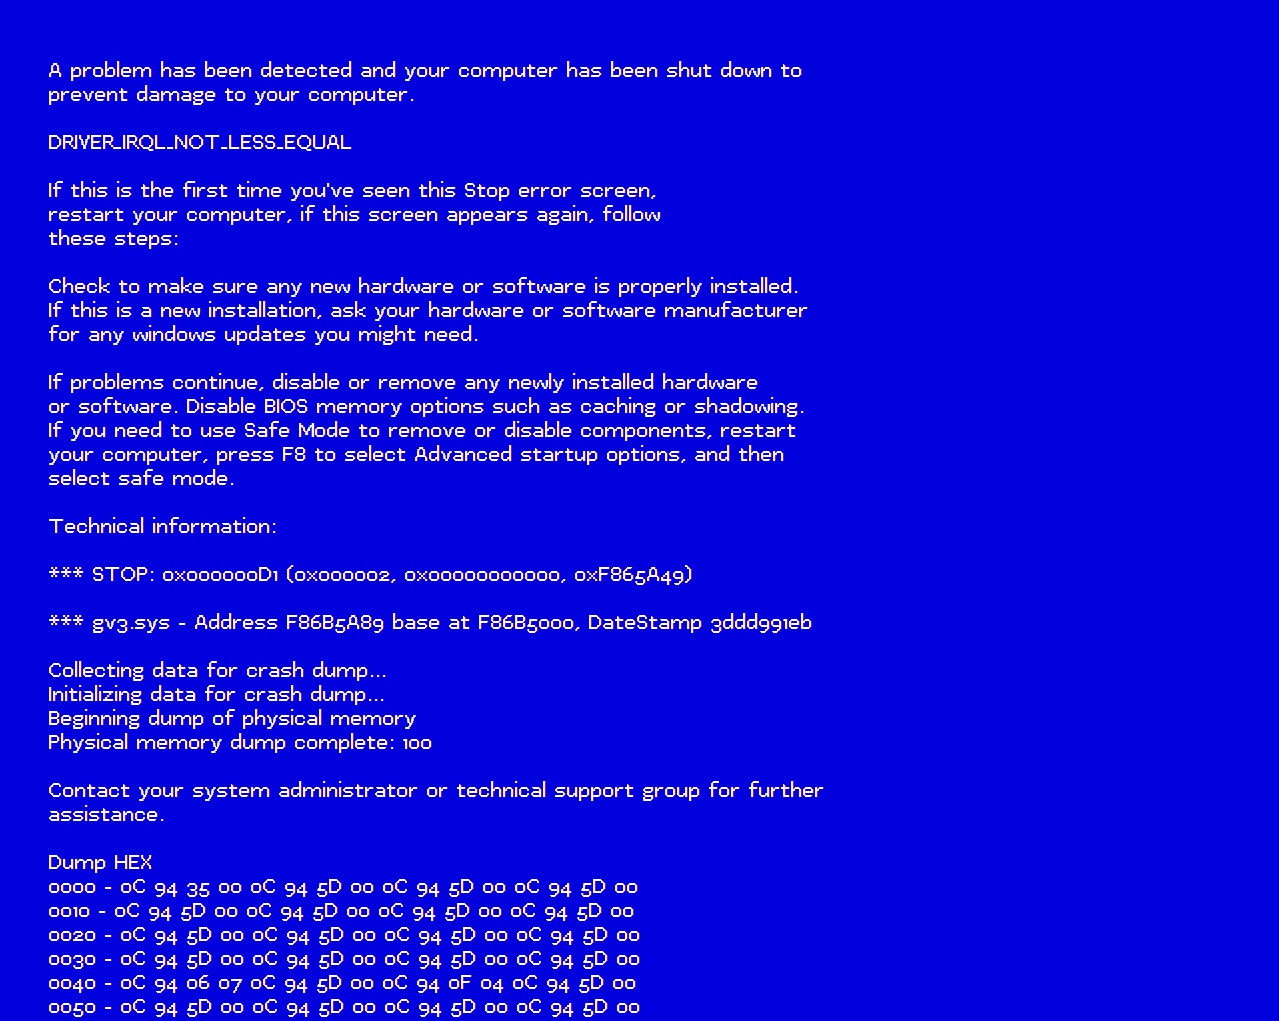 A problem has been detected and your computer has been shut down to
prevent damage to your computer.
DRIVER_IRQL_NOT_LESS_EQUAL
If this is the first time you've seen this Stop error screen,
restart your computer, if this screen appears again, follow
these steps:
Check to make sure any new hardware or software is properly installed.
If this is a new installation, ask your hardware or software manufacturer
for any windows updates you might need.
If problems continue, disable or remove any newly installed hardware
or software. Disable BIOS memory options such as caching or shadowing.
If you need to use Safe Mode to remove or disable components, restart
your computer, press F8 to select Advanced startup options, and then
select safe mode.
Technical information:
*** STOP: 0x000000D1 (0x000002, 0x00000000000, 0xF865A49)
*** gv3.sys - Address F86B5A89 base at F86B5000, DateStamp 3ddd991eb
Collecting data for crash dump...
Initializing data for crash dump...
Beginning dump of physical memory
Physical memory dump complete: 100
Contact your system administrator or technical support group for further
assistance.
Dump HEX
0000 - 0C 94 35 00 0C 94 5D 00 0C 94 5D 00 0C 94 5D 00
0010 - 0C 94 5D 00 0C 94 5D 00 0C 94 5D 00 0C 94 5D 00
0020 - 0C 94 5D 00 0C 94 5D 00 0C 94 5D 00 0C 94 5D 00
0030 - 0C 94 5D 00 0C 94 5D 00 0C 94 5D 00 0C 94 5D 00
0040 - 0C 94 06 07 0C 94 5D 00 0C 94 0F 04 0C 94 5D 00
0050 - 0C 94 5D 00 0C 94 5D 00 0C 94 5D 00 0C 94 5D 00